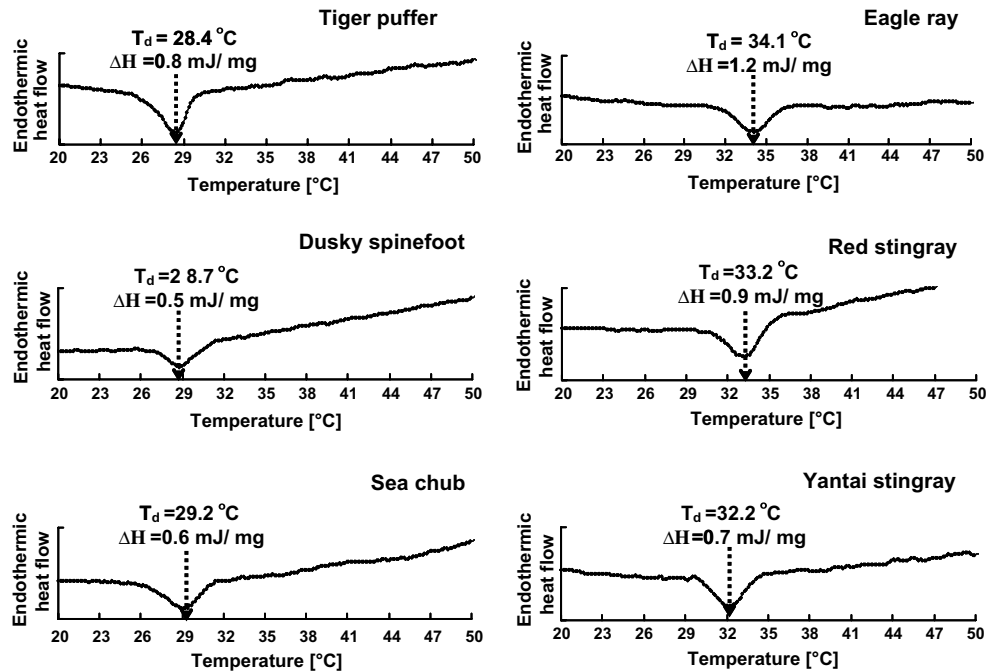 Tiger puffer
T_d = 28.4 °C
ΔH =0.8 mJ/ mg
Endothermic
heat flow
20 23 26 29 32 35 38 41 44 47 50
Temperature [°C]
Eagle ray
T_d = 34.1 °C
ΔH =1.2 mJ/ mg
Endothermic
heat flow
20 23 26 29 32 35 38 41 44 47 50
Temperature [°C]
Dusky spinefoot
T_d =2 8.7 °C
ΔH =0.5 mJ/ mg
Endothermic
heat flow
20 23 26 29 32 35 38 41 44 47 50
Temperature [°C]
Red stingray
T_d =33.2 °C
ΔH =0.9 mJ/ mg
Endothermic
heat flow
20 23 26 29 32 35 38 41 44 47 50
Temperature [°C]
Sea chub
T_d =29.2 °C
ΔH =0.6 mJ/ mg
Endothermic
heat flow
20 23 26 29 32 35 38 41 44 47 50
Temperature [°C]
Yantai stingray
T_d =32.2 °C
ΔH =0.7 mJ/ mg
Endothermic
heat flow
20 23 26 29 32 35 38 41 44 47 50
Temperature [°C]